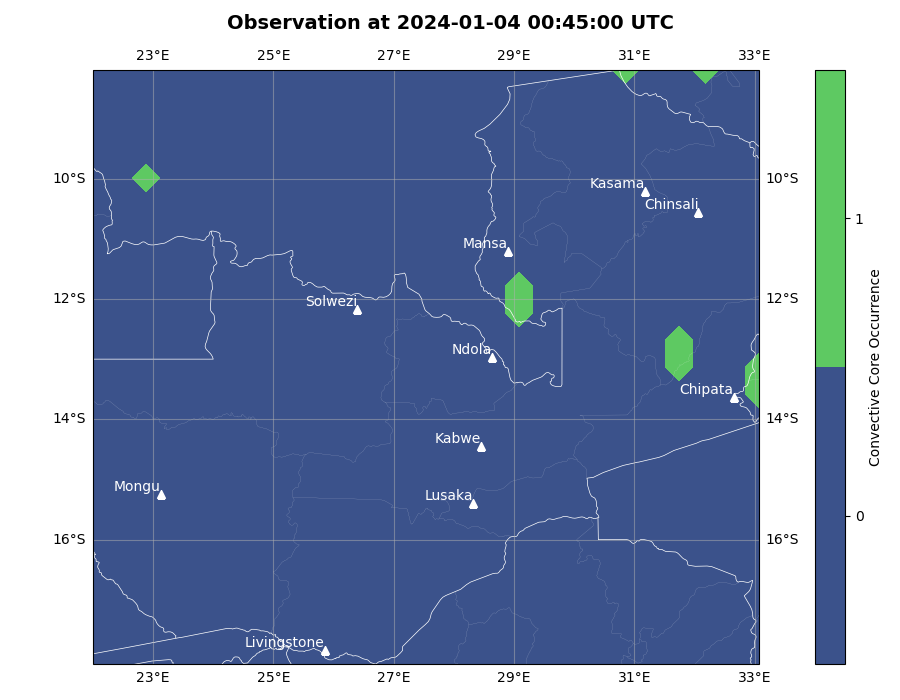 Observation at 2024-01-04 00:45:00 UTC
23°E 25°E 27°E 29°E 31°E 33°E
10°S 10°S
Kasama
Chinsali
1
Mansa
12°S 12°S
Solwezi
Ndola
Chipata
Convective Core Occurrence
14°S 14°S
Kabwe
Mongu
Lusaka
0
16°S 16°S
Livingstone
23°E 25°E 27°E 29°E 31°E 33°E